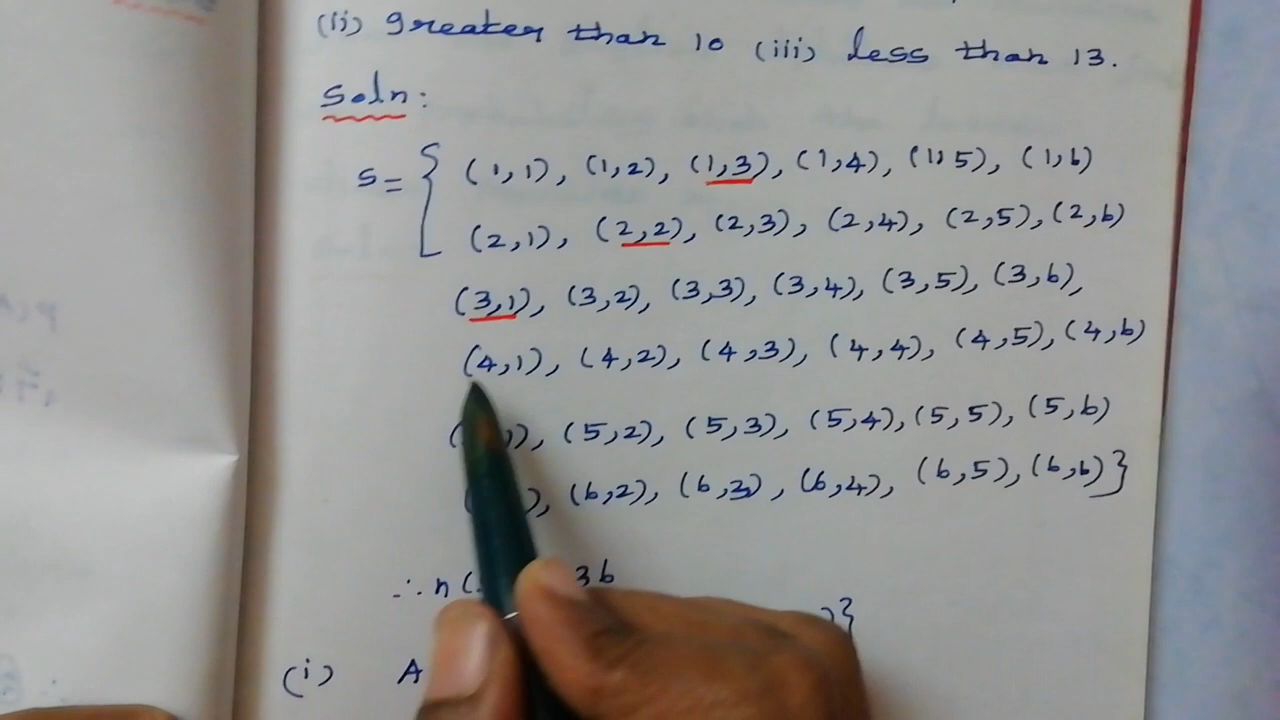 (ii) greater than 10 (iii) less than 13.
Soln:
S = { (1,1), (1,2), (1,3), (1,4), (1,5), (1,6)
(2,1), (2,2), (2,3), (2,4), (2,5), (2,6)
(3,1), (3,2), (3,3), (3,4), (3,5), (3,6),
(4,1), (4,2), (4,3), (4,4), (4,5), (4,6)
(5,2), (5,3), (5,4), (5,5), (5,6)
(6,2), (6,3), (6,4), (6,5), (6,6) }
∴ n( 36
)}
(i) A